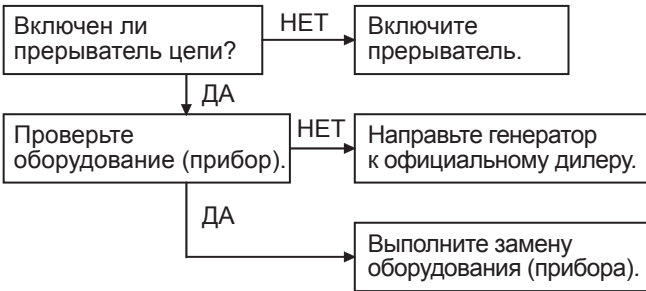 Включен ли
прерыватель цепи?
НЕТ
Включите
прерыватель.
ДА
Проверьте
оборудование (прибор).
НЕТ
Направьте генератор
к официальному дилеру.
ДА
Выполните замену
оборудования (прибора).